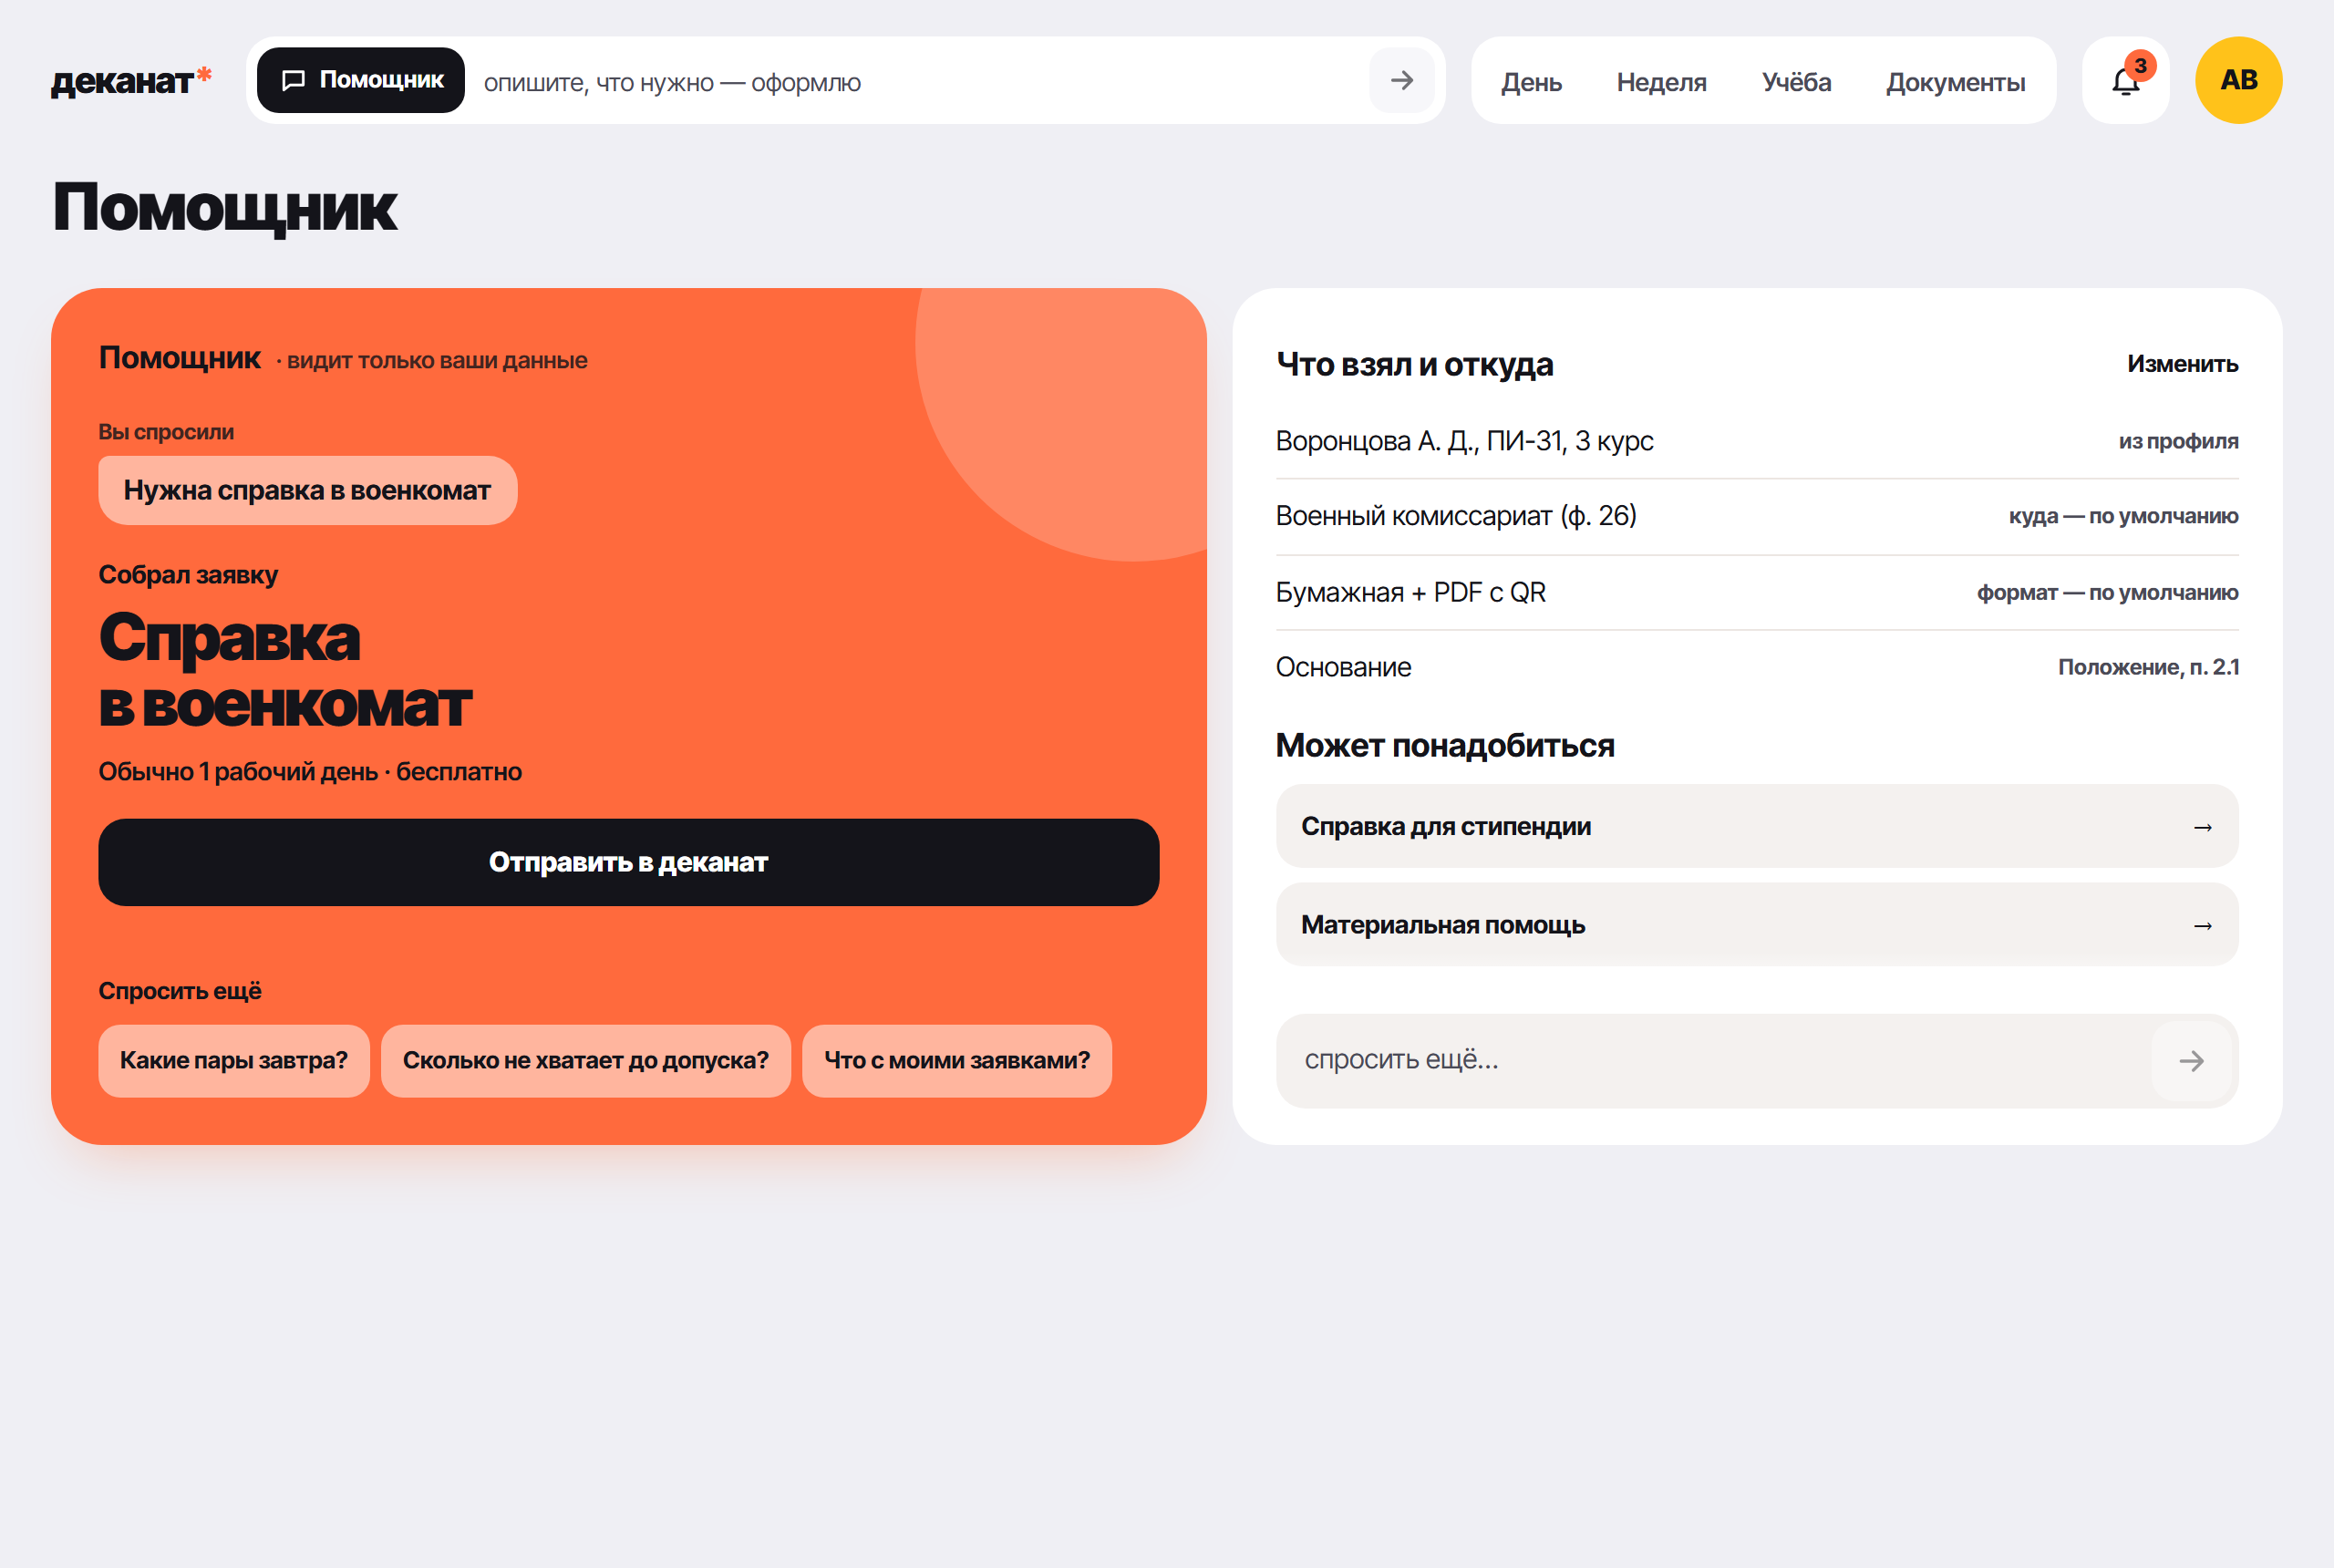 деканат*
Помощник
опишите, что нужно — оформлю
День
Неделя
Учёба
Документы
3
АВ
Помощник
Помощник · видит только ваши данные
Вы спросили
Нужна справка в военкомат
Собрал заявку
Справка
в военкомат
Обычно 1 рабочий день · бесплатно
Отправить в деканат
Спросить ещё
Какие пары завтра?
Сколько не хватает до допуска?
Что с моими заявками?
Что взял и откуда
Изменить
Воронцова А. Д., ПИ-31, 3 курс
из профиля
Военный комиссариат (ф. 26)
куда — по умолчанию
Бумажная + PDF с QR
формат — по умолчанию
Основание
Положение, п. 2.1
Может понадобиться
Справка для стипендии →
Материальная помощь →
спросить ещё...